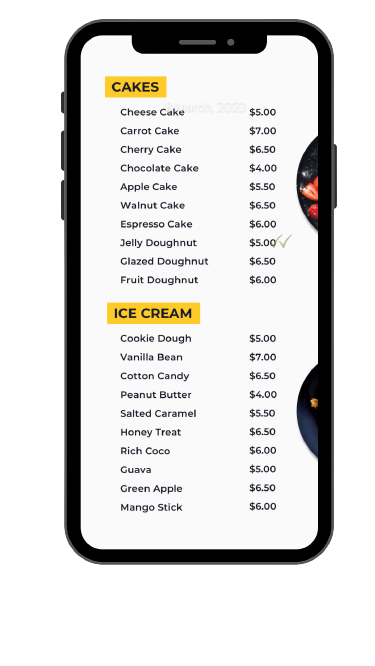 CAKES
March, 2023
Cheese Cake $5.00
Carrot Cake $7.00
Cherry Cake $6.50
Chocolate Cake $4.00
Apple Cake $5.50
Walnut Cake $6.50
Espresso Cake $6.00
Jelly Doughnut $5.00
Glazed Doughnut $6.50
Fruit Doughnut $6.00
ICE CREAM
Cookie Dough $5.00
Vanilla Bean $7.00
Cotton Candy $6.50
Peanut Butter $4.00
Salted Caramel $5.50
Honey Treat $6.50
Rich Coco $6.00
Guava $5.00
Green Apple $6.50
Mango Stick $6.00